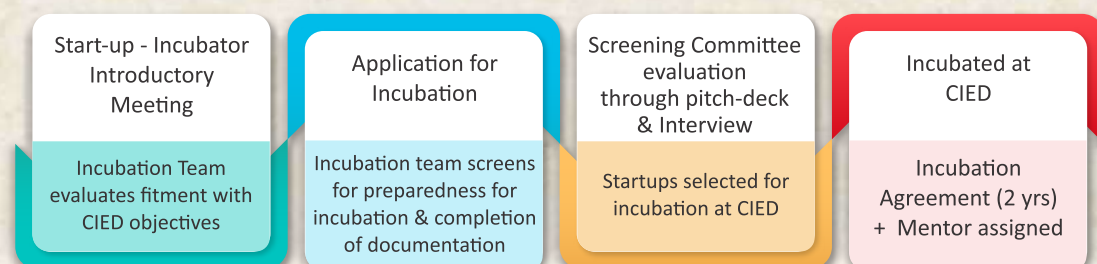 Start-up - Incubator
Introductory
Meeting
Incubation Team
evaluates fitment with
CIED objectives
Application for
Incubation
Incubation team screens
for preparedness for
incubation & completion
of documentation
Screening Committee
evaluation
through pitch-deck
& Interview
Startups selected for
incubation at CIED
Incubated at
CIED
Incubation
Agreement (2 yrs)
+ Mentor assigned